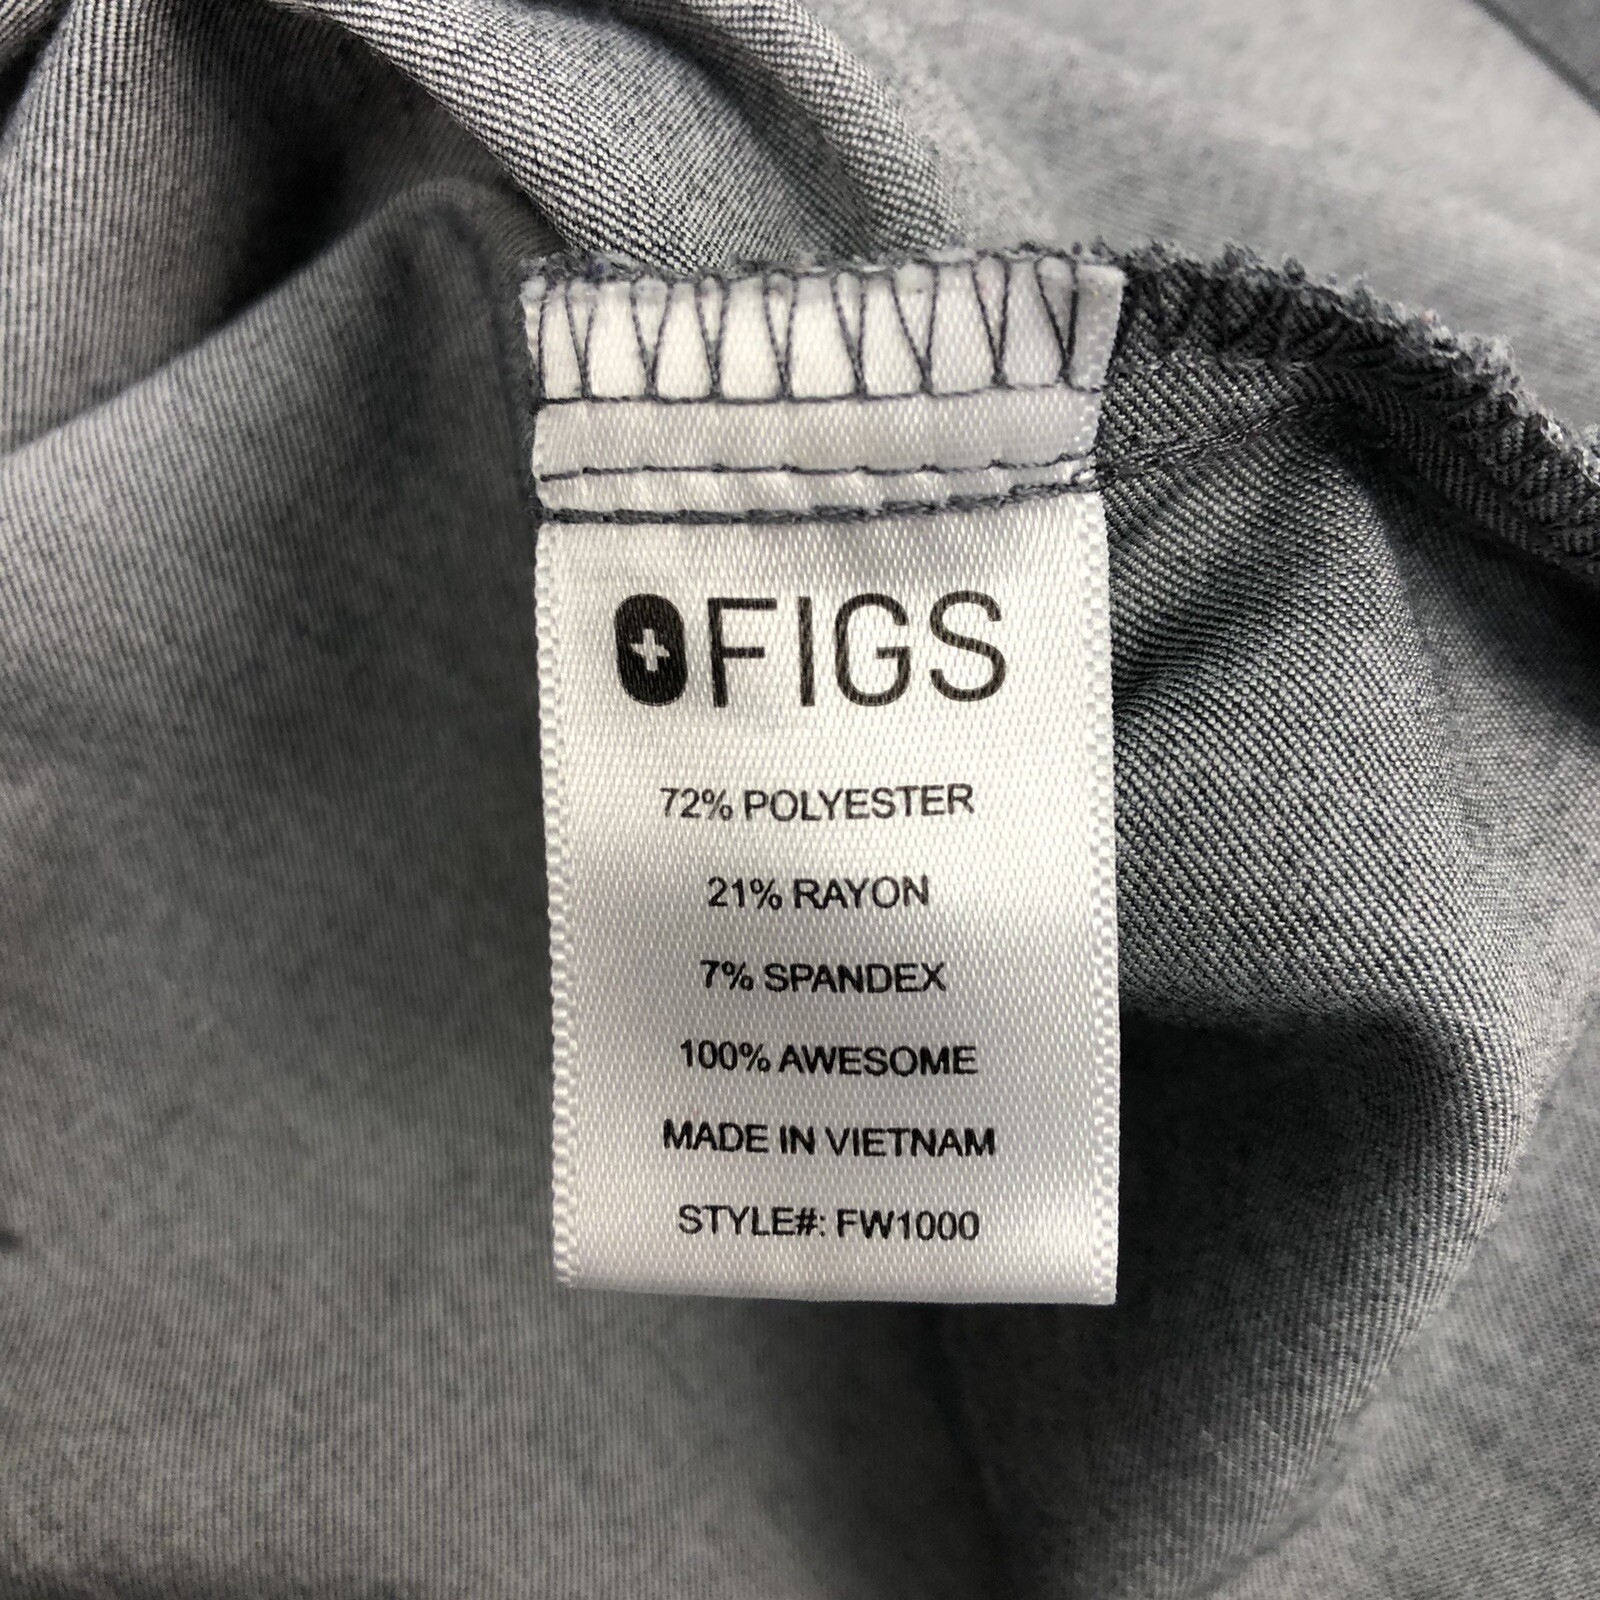 FIGS
72% POLYESTER
21% RAYON
7% SPANDEX
100% AWESOME
MADE IN VIETNAM
STYLE#: FW1000